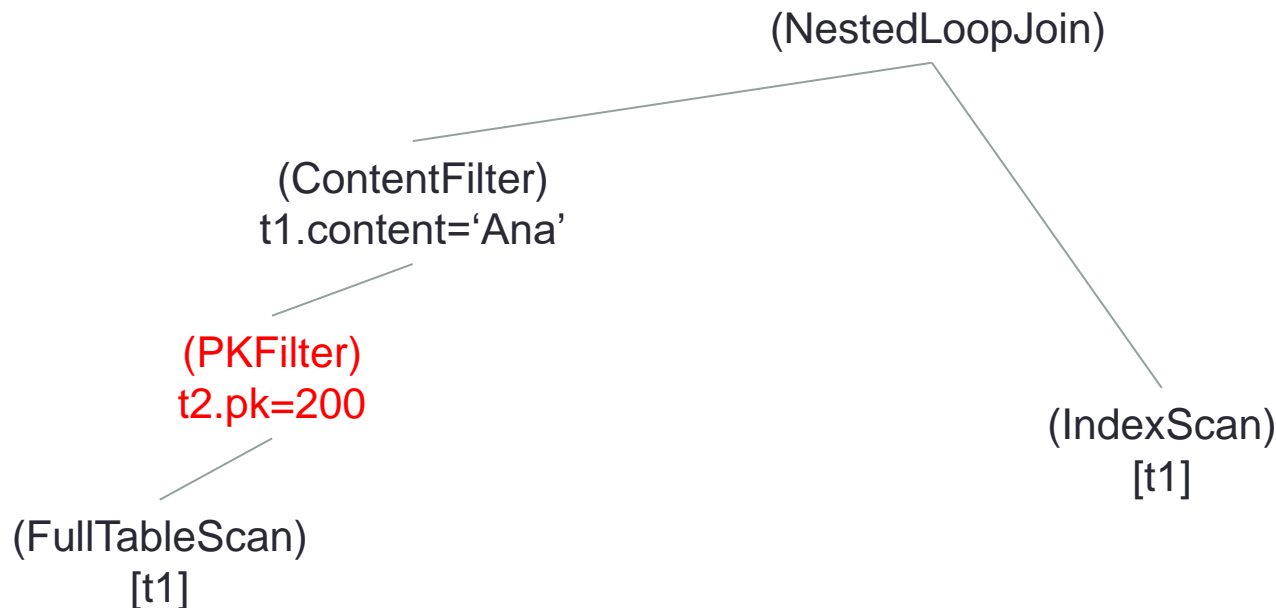 (NestedLoopJoin)
(ContentFilter)
t1.content=‘Ana’
(PKFilter)
t2.pk=200
(IndexScan)
[t1]
(FullTableScan)
[t1]